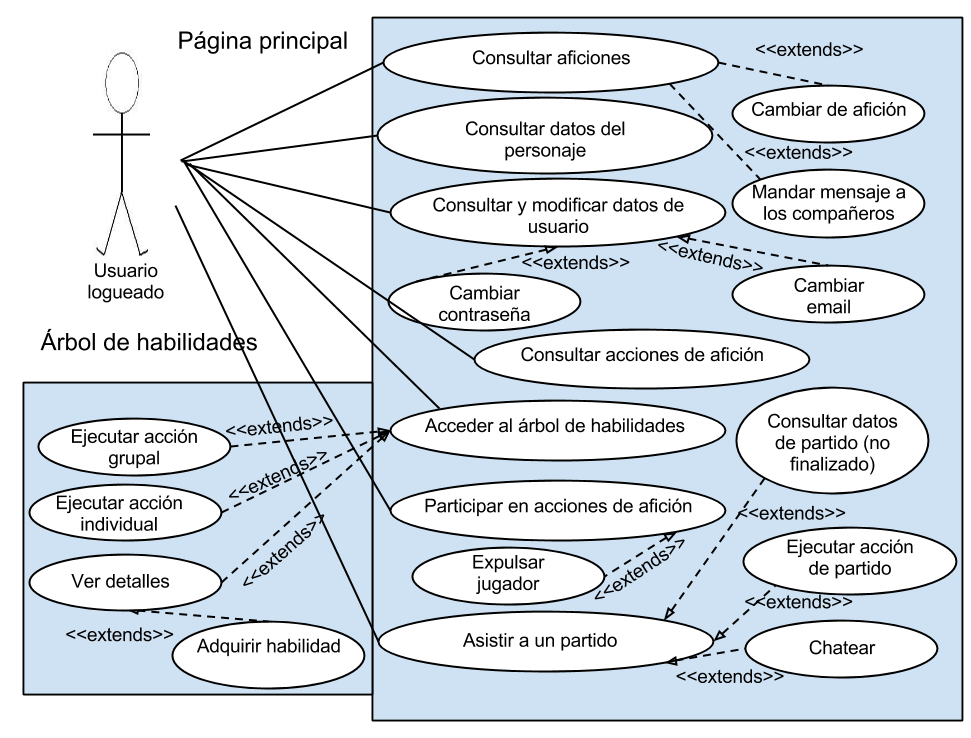 Página principal
Consultar aficiones
<<extends>>
Cambiar de afición
Consultar datos del
personaje
<<extends>>
Mandar mensaje a
los compañeros
Consultar y modificar datos de
usuario
<<extends>>
<<extends>>
Usuario
logueado
Cambiar
contraseña
Cambiar
email
Árbol de habilidades
Consultar acciones de afición
Ejecutar acción
grupal
<<extends>>
Acceder al árbol de habilidades
Consultar datos
de partido (no
finalizado)
Ejecutar acción
individual
<<extends>>
Participar en acciones de afición
<<extends>>
Ver detalles
<<extends>>
Expulsar
jugador
<<extends>>
Ejecutar acción
de partido
<<extends>>
<<extends>>
Adquirir habilidad
Asistir a un partido
Chatear
<<extends>>